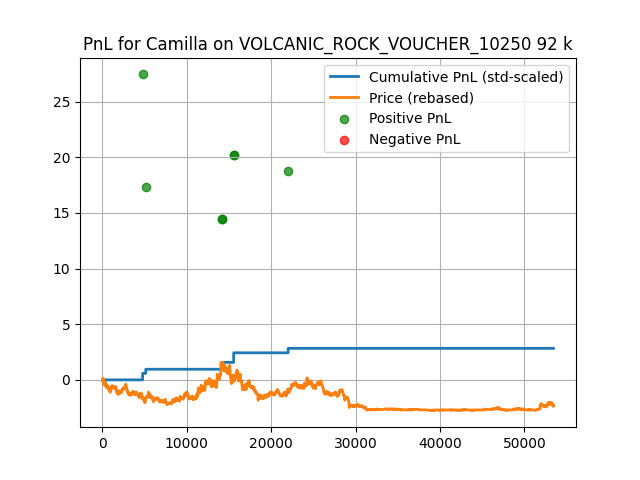 PnL for Camilla on VOLCANIC_ROCK_VOUCHER_10250 92 k
Cumulative PnL (std-scaled)
Price (rebased)
Positive PnL
Negative PnL
25
20
15
10
5
0
0 10000 20000 30000 40000 50000